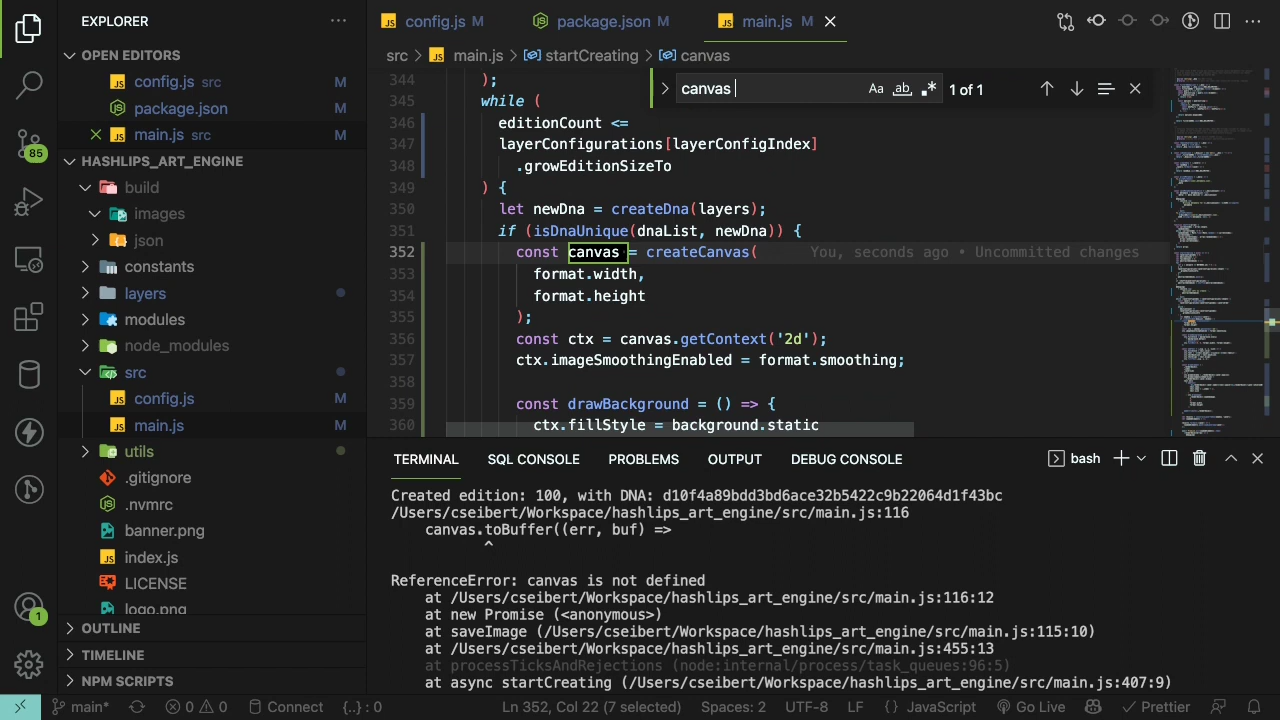 EXPLORER
OPEN EDITORS
config.js src M
package.json M
main.js src M
HASHLIPS_ART_ENGINE
build
images
json
constants
layers
modules
node_modules
src
config.js M
main.js M
utils
.gitignore
.nvmrc
banner.png
index.js
LICENSE
logo.png
OUTLINE
TIMELINE
NPM SCRIPTS
85
1
config.js M
package.json M
main.js M
src > main.js > startCreating > canvas
canvas
Aa ab .* 1 of 1
344 );
345 while (
346 editionCount <=
347 layerConfigurations[layerConfigIndex]
348 .growEditionSizeTo
349 ) {
350 let newDna = createDna(layers);
351 (isDnaUnique(dnaList, newDna)) {
352 const canvas = createCanvas( You, seconds ago • Uncommitted changes
353 format.width,
354 format.height
355 );
356 const ctx = canvas.getContext('2d');
357 ctx.imageSmoothingEnabled = format.smoothing;
358
359 const drawBackground = () => {
360 ctx.fillStyle = background.static
TERMINAL SQL CONSOLE PROBLEMS OUTPUT DEBUG CONSOLE
bash
Created edition: 100, with DNA: d10f4a89bdd3bd6ace32b5422c9b22064d1f43bc
/Users/cseibert/Workspace/hashlips_art_engine/src/main.js:116
canvas.toBuffer((err, buf) =>
^
ReferenceError: canvas is not defined
at /Users/cseibert/Workspace/hashlips_art_engine/src/main.js:116:12
at new Promise (<anonymous>)
at saveImage (/Users/cseibert/Workspace/hashlips_art_engine/src/main.js:115:10)
at /Users/cseibert/Workspace/hashlips_art_engine/src/main.js:455:13
at processTicksAndRejections (node:internal/process/task_queues:96:5)
at async startCreating (/Users/cseibert/Workspace/hashlips_art_engine/src/main.js:407:9)
main* 0 0 Connect {..} : 0 Ln 352, Col 22 (7 selected) Spaces: 2 UTF-8 LF {} JavaScript Go Live Prettier